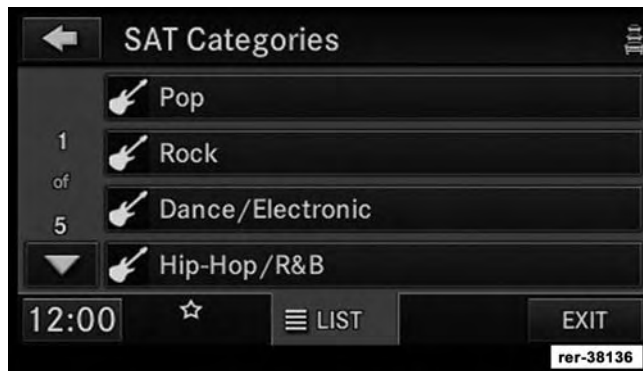 SAT Categories
Pop
1
of
5
Rock
Dance/Electronic
Hip-Hop/R&B
12:00
LIST
EXIT
rer-38136